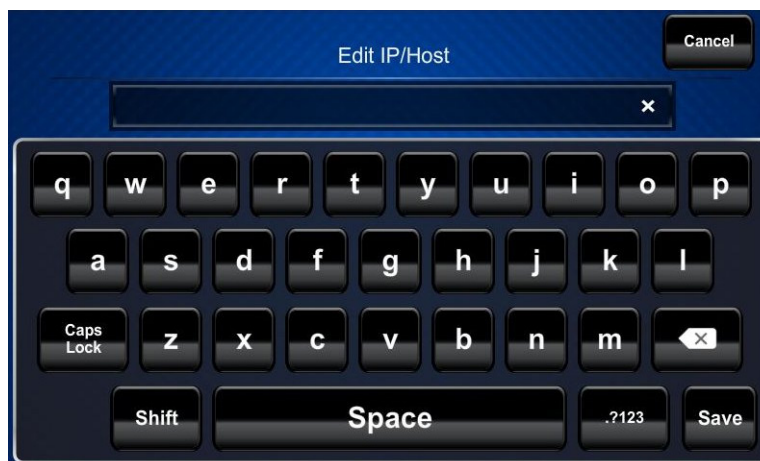 Cancel
Edit IP/Host
q w e r t y u i o p
a s d f g h j k l
Caps
Lock
z x c v b n m
Shift Space .?123 Save